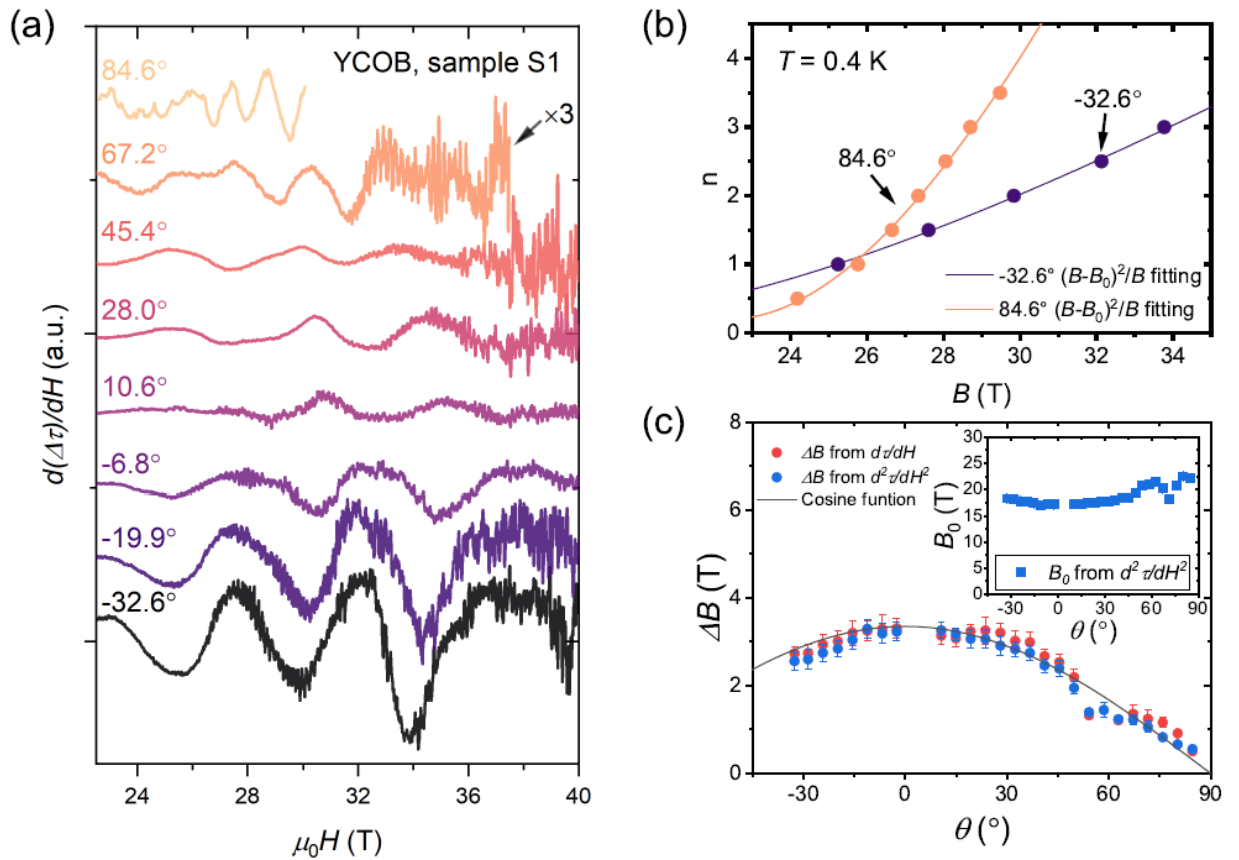 (a)
YCOB, sample S1
84.6°
×3
67.2°
45.4°
28.0°
10.6°
-6.8°
-19.9°
-32.6°
d(Δτ)/dH (a.u.)
24 28 32 36 40
μ₀H (T)
(b)
T = 0.4 K
-32.6°
84.6°
-32.6° (B-B₀)²/B fitting
84.6° (B-B₀)²/B fitting
n
4
3
2
1
0
24 26 28 30 32 34
B (T)
(c)
ΔB from dτ/dH
ΔB from d²τ/dH²
Cosine funtion
ΔB (T)
8
6
4
2
0
-30 0 30 60 90
θ (°)
B₀ (T)
30
25
20
15
10
5
0
B₀ from d²τ/dH²
-30 0 30 60 90
θ (°)